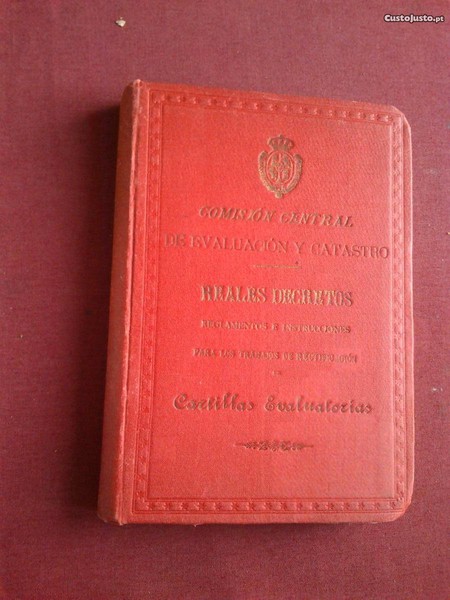 CustoJusto.pt
COMISIÓN CENTRAL
DE EVALUACIÓN Y CATASTRO
REALES DECRETOS
REGLAMENTOS E INSTRUCCIONES
PARA LOS TRABAJOS DE
Cartillas Evaluatorias